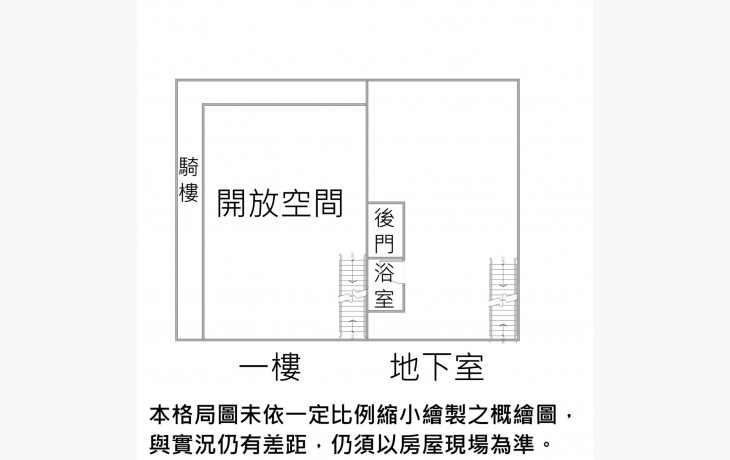 騎樓
開放空間
後門
浴室
一樓
地下室
本格局圖未依一定比例縮小繪製之概繪圖，
與實況仍有差距，仍須以房屋現場為準。